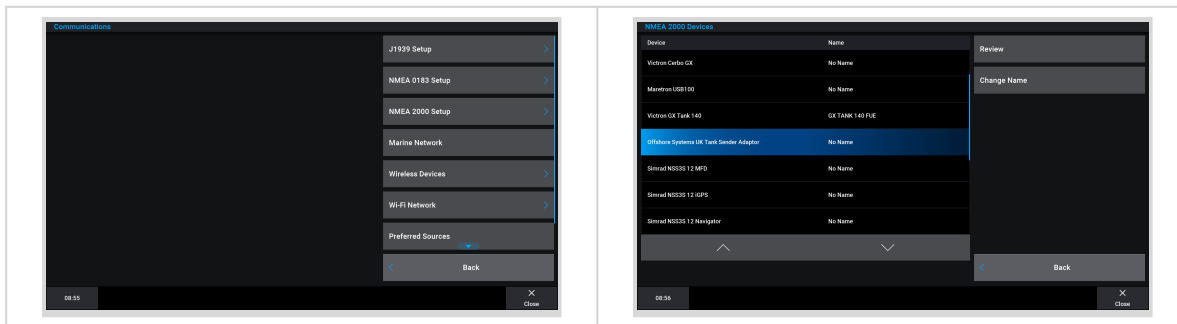 Communications
J1939 Setup
NMEA 0183 Setup
NMEA 2000 Setup
Marine Network
Wireless Devices
Wi-Fi Network
Preferred Sources
Back
08:55
Close
NMEA 2000 Devices
Device Name
Victron Cerbo GX No Name
Maretron USB100 No Name
Victron GX Tank 140 GX TANK 140 FUE
Offshore Systems UK Tank Sender Adaptor No Name
Simrad NSS3S 12 MFD No Name
Simrad NSS3S 12 iGPS No Name
Simrad NSS3S 12 Navigator No Name
Review
Change Name
Back
08:56
Close